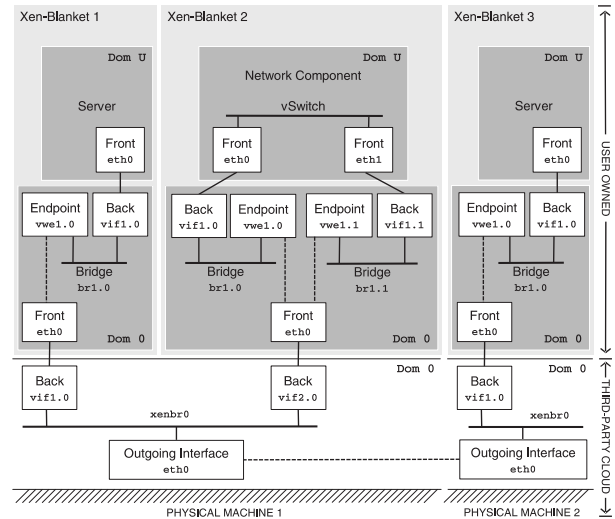 Xen-Blanket 1
Xen-Blanket 2
Xen-Blanket 3
Dom U
Dom U
Dom U
Server
Network Component
Server
vSwitch
Front
eth0
Front
eth0
Front
eth1
Front
eth0
Endpoint
vwe1.0
Back
vif1.0
Back
vif1.0
Endpoint
vwe1.0
Endpoint
vwe1.1
Back
vif1.1
Endpoint
vwe1.0
Back
vif1.0
Bridge
br1.0
Bridge
br1.0
Bridge
br1.1
Bridge
br1.0
Front
eth0
Front
eth0
Front
eth0
Dom 0
Dom 0
Dom 0
Dom 0
Dom 0
Back
vif1.0
Back
vif2.0
Back
vif1.0
xenbr0
xenbr0
Outgoing Interface
eth0
Outgoing Interface
eth0
PHYSICAL MACHINE 1
PHYSICAL MACHINE 2
USER OWNED
THIRD-PARTY CLOUD